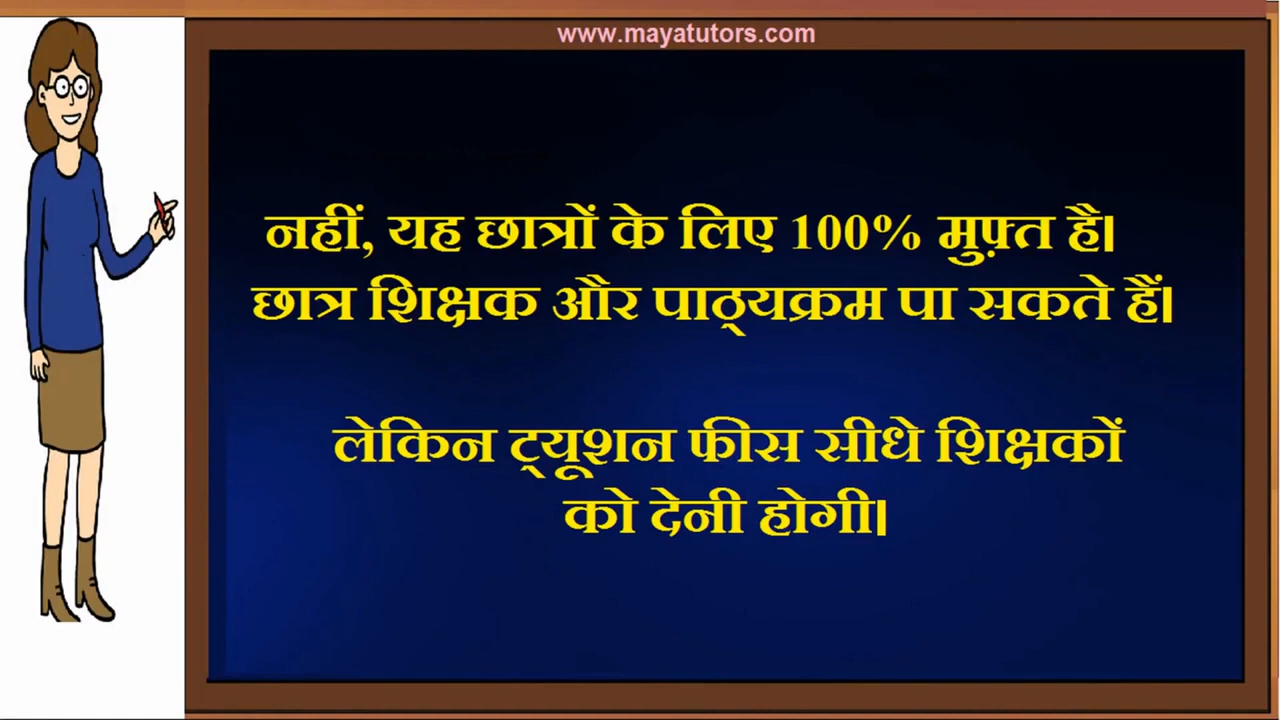 www.mayatutors.com
नहीं, यह छात्रों के लिए 100% मुफ़्त है।
छात्र शिक्षक और पाठ्यक्रम पा सकते हैं।
लेकिन ट्यूशन फीस सीधे शिक्षकों
को देनी होगी।